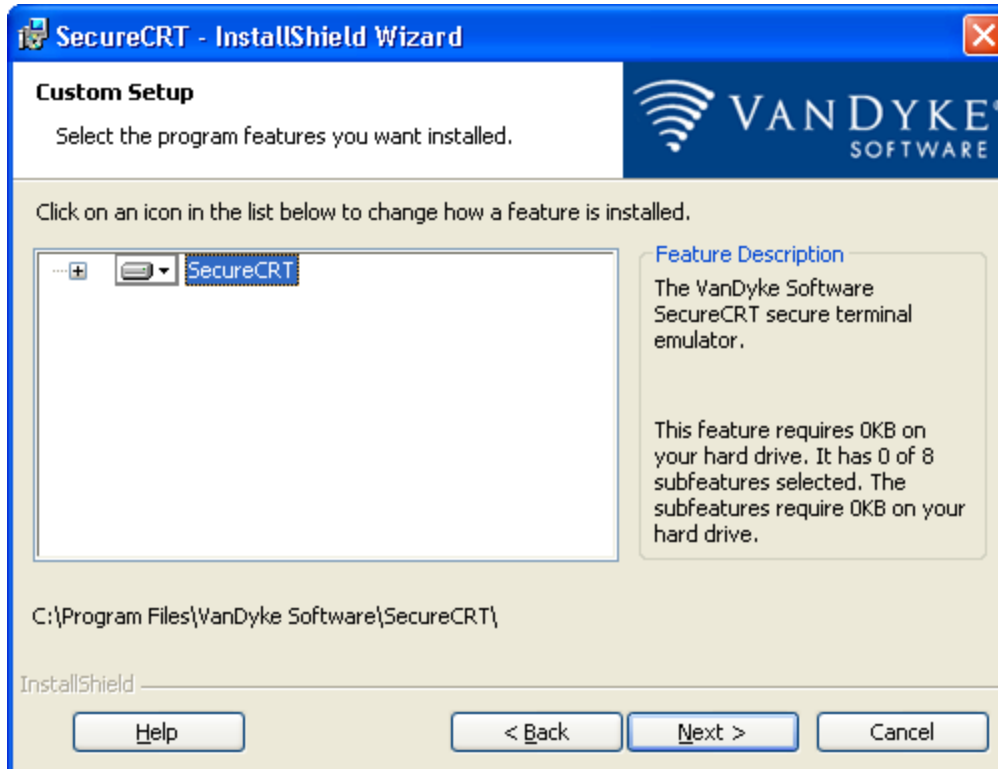 SecureCRT - InstallShield Wizard
Custom Setup
Select the program features you want installed.
VANDYKE®
SOFTWARE
Click on an icon in the list below to change how a feature is installed.
SecureCRT
Feature Description
The VanDyke Software
SecureCRT secure terminal
emulator.
This feature requires 0KB on
your hard drive. It has 0 of 8
subfeatures selected. The
subfeatures require 0KB on your
hard drive.
C:\Program Files\VanDyke Software\SecureCRT\
InstallShield
Help
< Back
Next >
Cancel